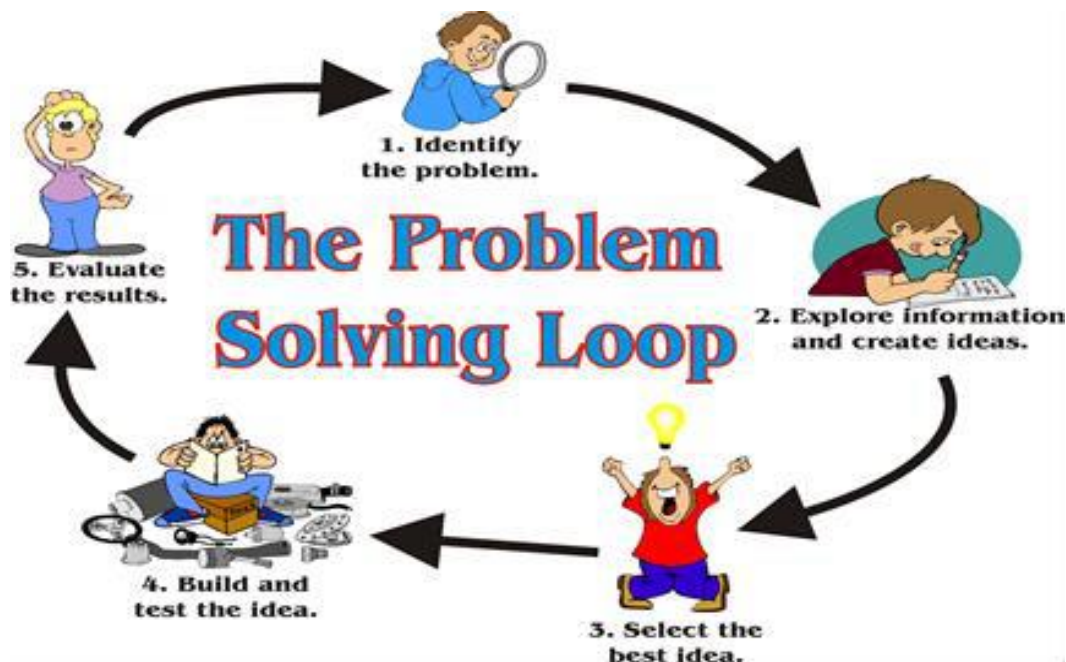 The Problem
Solving Loop
1. Identify
the problem.
2. Explore information
and create ideas.
3. Select the
best idea.
4. Build and
test the idea.
5. Evaluate
the results.